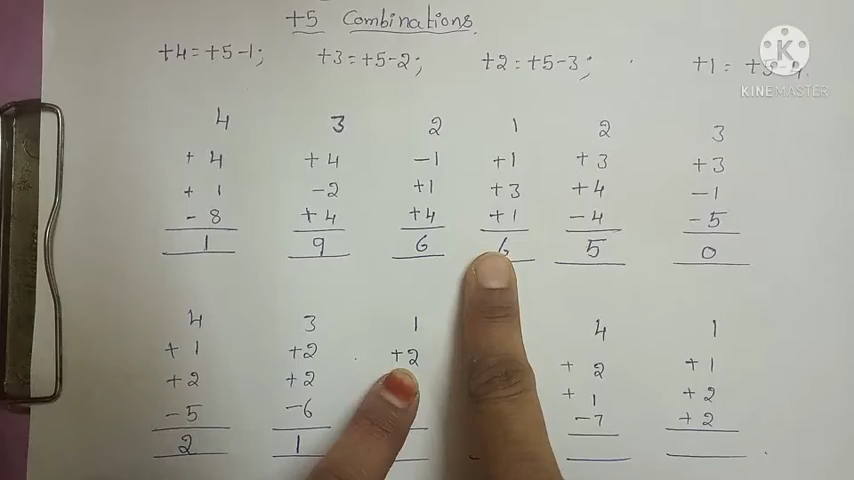 +5 Combinations.
+4=+5-1; +3=+5-2; +2=+5-3; +1=+5-4.
K
KINEMASTER
4 3 2 1 2 3
+4 +4 -1 +1 +3 +3
+1 -2 +1 +3 +4 -1
-8 +4 +4 +1 -4 -5
1 9 6 6 5 0
4 3 1 4 1
+1 +2 +2 +2 +1
+2 +2 +1 +2
-5 -6 -7 +2
2 1